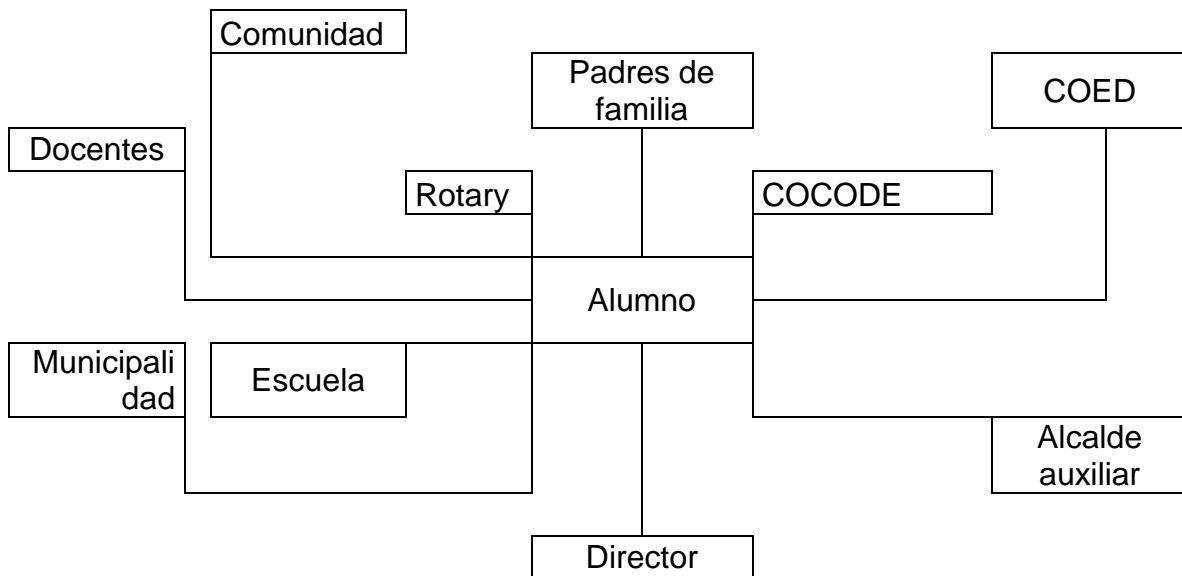 Comunidad
Padres de
familia
COED
Docentes
Rotary
COCODE
Alumno
Municipali
dad
Escuela
Alcalde
auxiliar
Director